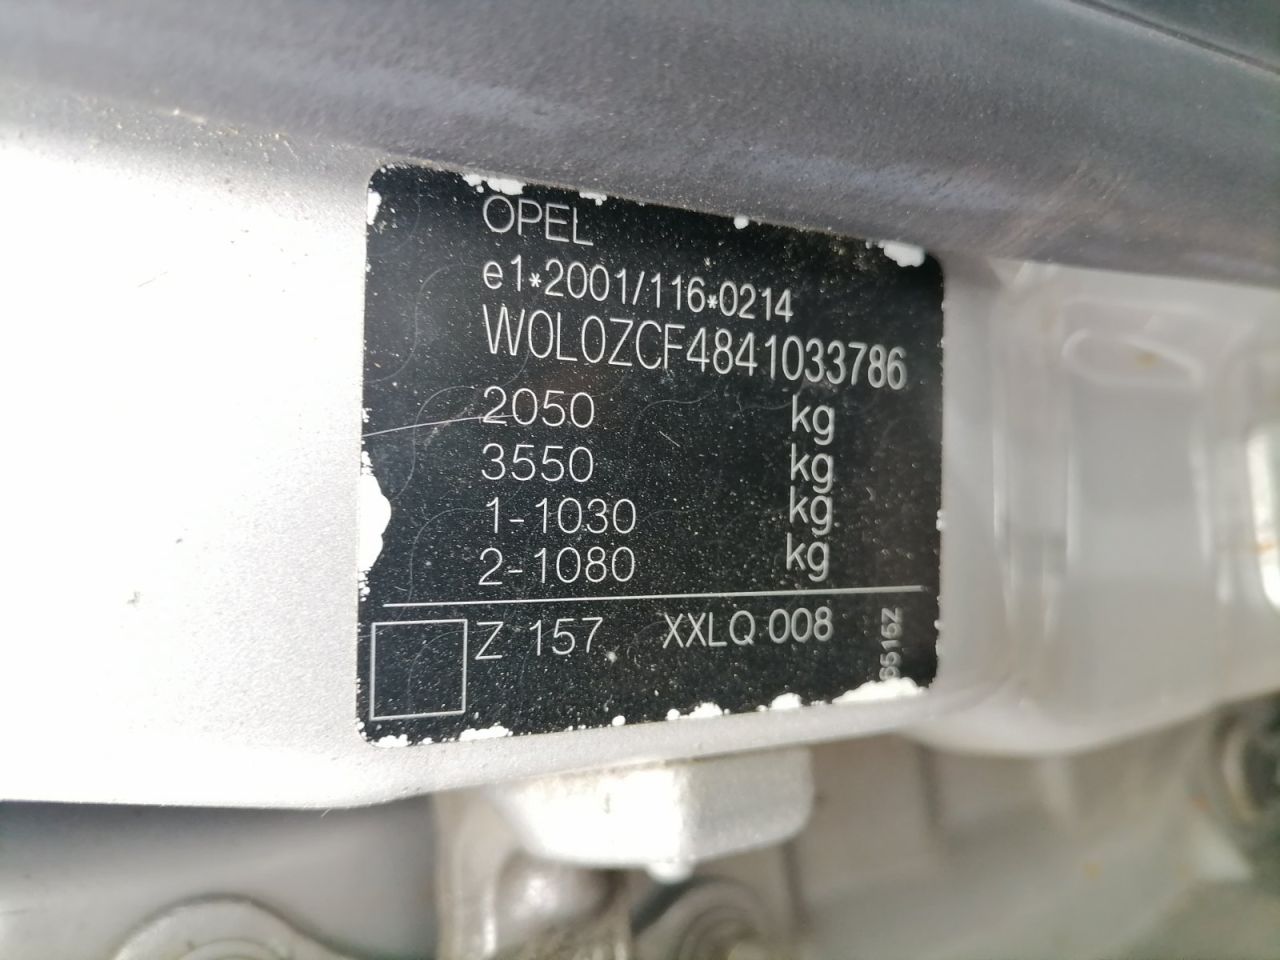 OPEL
e1*2001/116*0214
W0L0ZCF4841033786
2050 kg
3550 kg
1-1030 kg
2-1080 kg
Z 157 XXLQ 008
6515Z